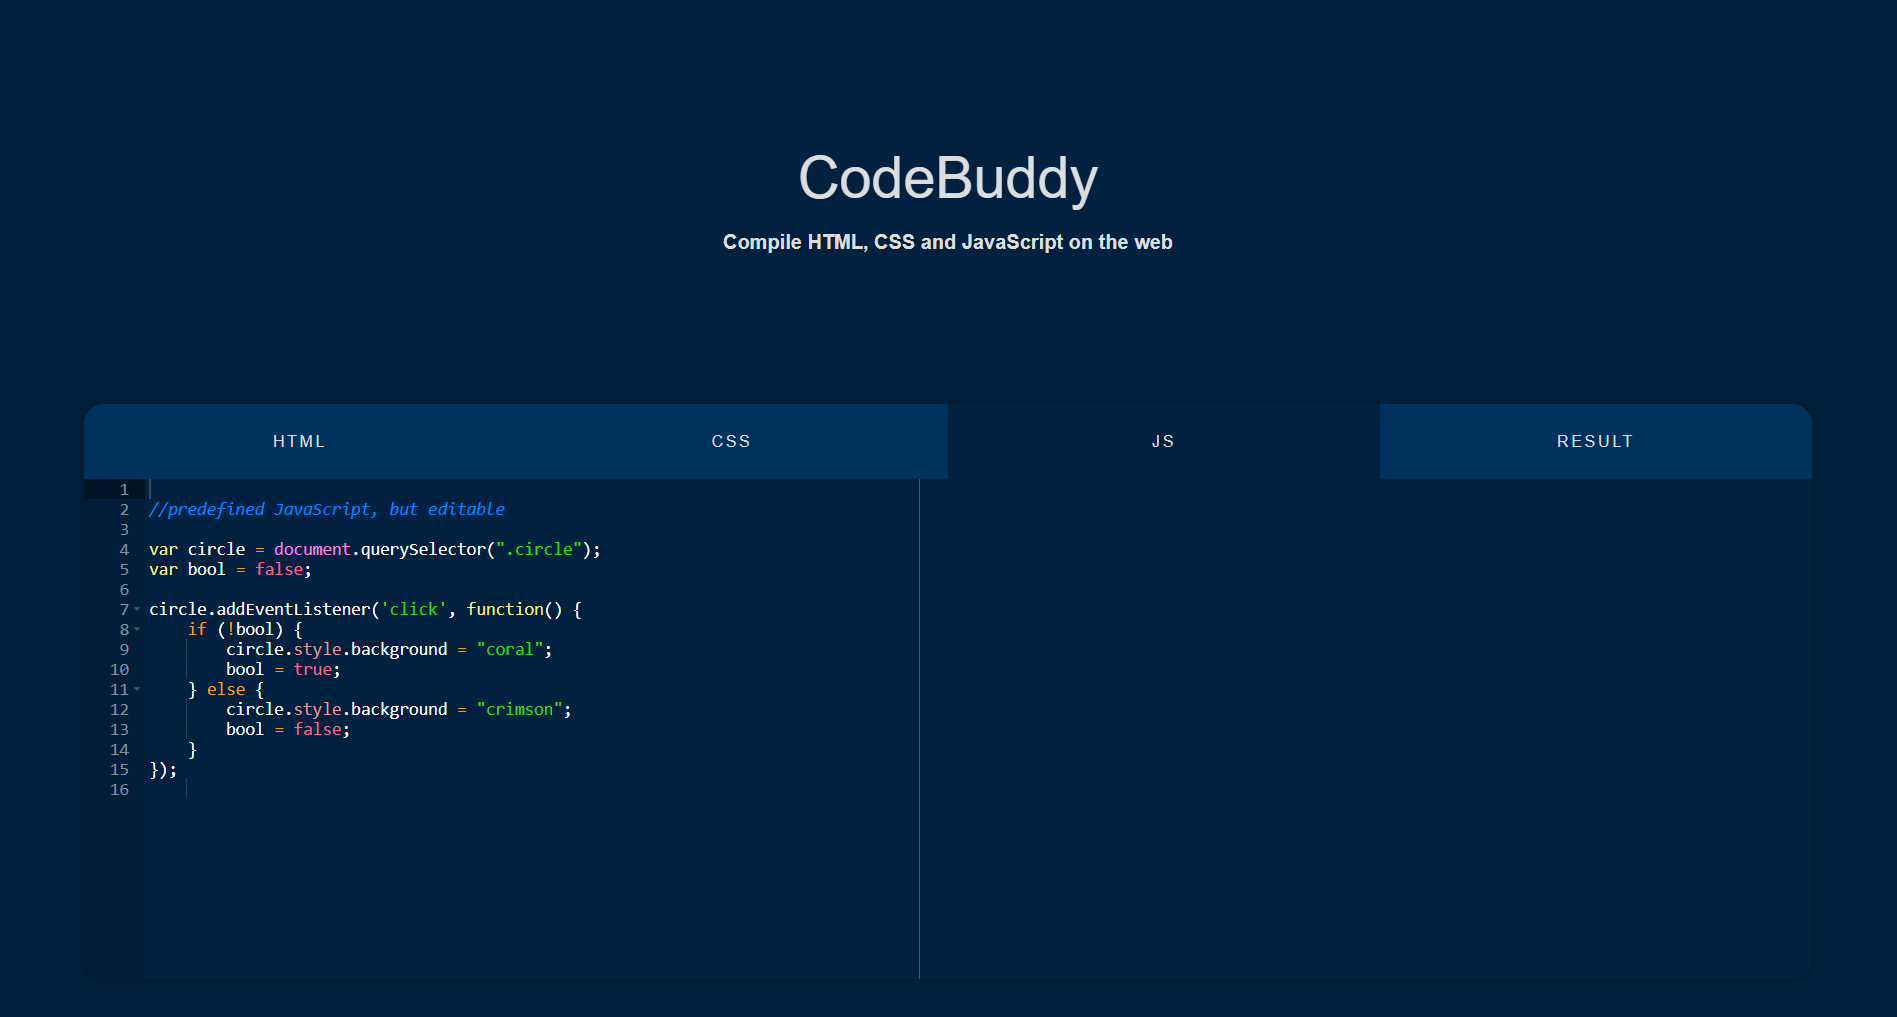 CodeBuddy
Compile HTML, CSS and JavaScript on the web
HTML CSS JS RESULT
1
2 //predefined JavaScript, but editable
3
4 var circle = document.querySelector(".circle");
5 var bool = false;
6
7 circle.addEventListener('click', function() {
8     if (!bool) {
9         circle.style.background = "coral";
10         bool = true;
11     } else {
12         circle.style.background = "crimson";
13         bool = false;
14     }
15 });
16